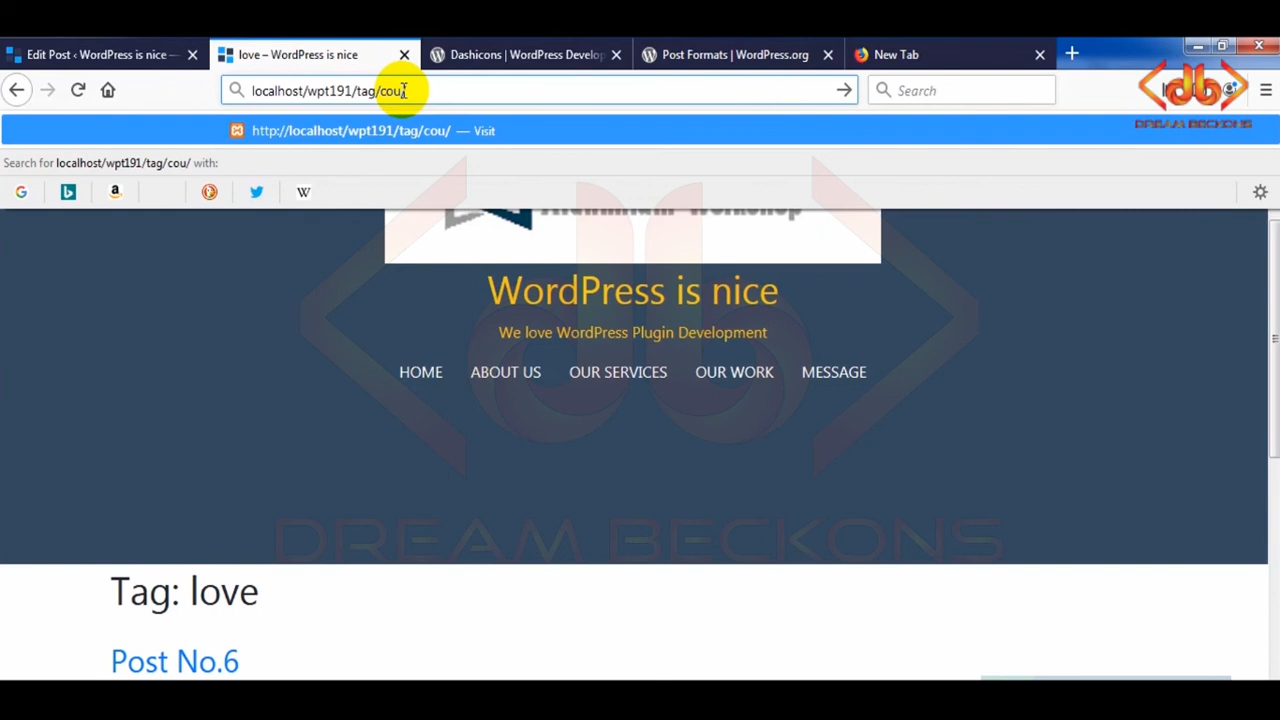 Edit Post ‹ WordPress is nice —
love – WordPress is nice
Dashicons | WordPress Develop
Post Formats | WordPress.org
New Tab
localhost/wpt191/tag/cou/
Search
DREAM BECKONS
http://localhost/wpt191/tag/cou/ — Visit
Search for localhost/wpt191/tag/cou/ with:
WordPress is nice
We love WordPress Plugin Development
HOME ABOUT US OUR SERVICES OUR WORK MESSAGE
DREAM BECKONS
Tag: love
Post No.6